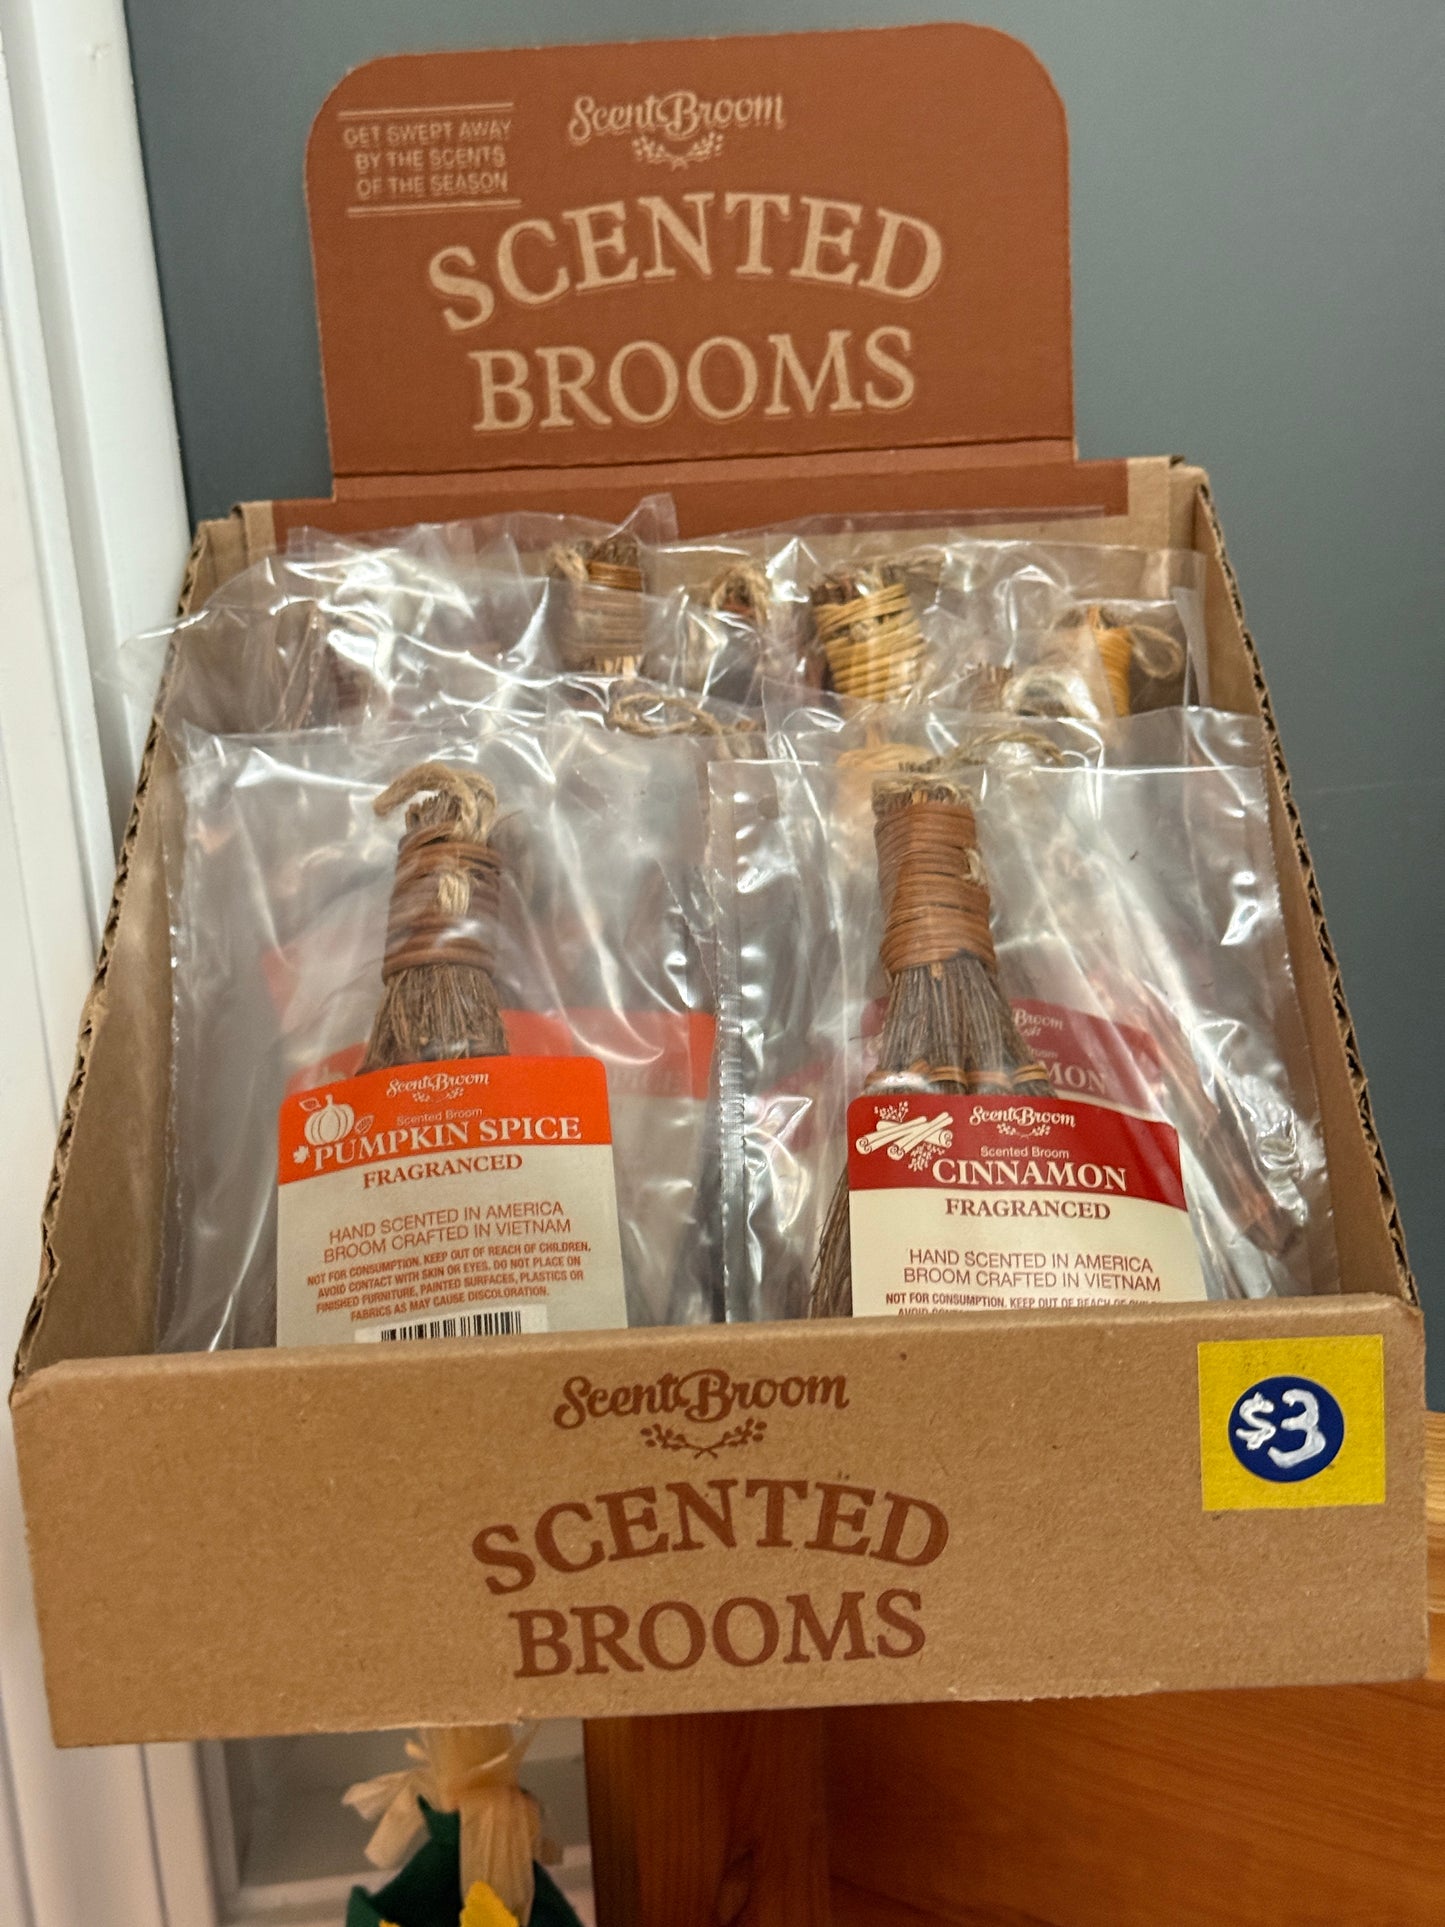 GET SWEPT AWAY
BY THE SCENTS
OF THE SEASON
ScentBroom
SCENTED
BROOMS
ScentBroom
Scented Broom
PUMPKIN SPICE
FRAGRANCED
HAND SCENTED IN AMERICA
BROOM CRAFTED IN VIETNAM
NOT FOR CONSUMPTION. KEEP OUT OF REACH OF CHILDREN.
AVOID CONTACT WITH SKIN OR EYES. DO NOT PLACE ON
FINISHED FURNITURE, PAINTED SURFACES, PLASTICS OR
FABRICS AS MAY CAUSE DISCOLORATION.
Broom
MON
ScentBroom
Scented Broom
CINNAMON
FRAGRANCED
HAND SCENTED IN AMERICA
BROOM CRAFTED IN VIETNAM
NOT FOR CONSUMPTION. KEEP OUT OF REACH OF
ScentBroom
SCENTED
BROOMS
$3